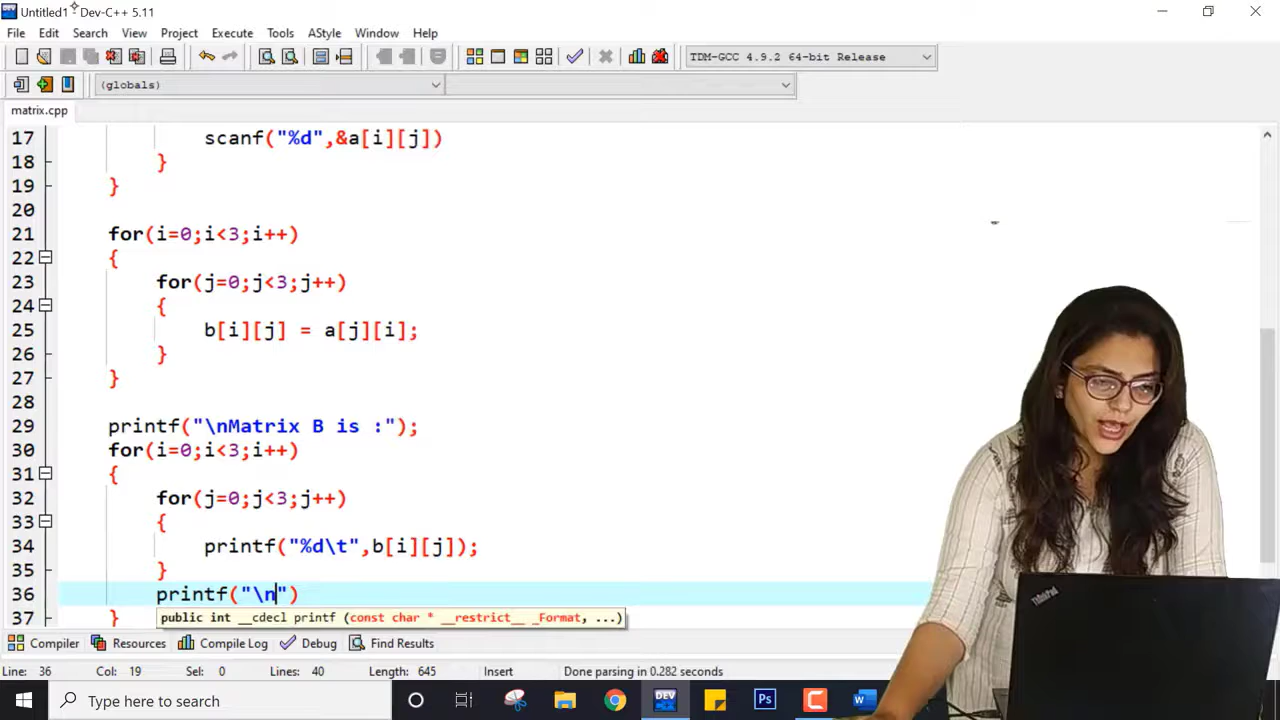 Untitled1 - Dev-C++ 5.11
File Edit Search View Project Execute Tools AStyle Window Help
TDM-GCC 4.9.2 64-bit Release
(globals)
matrix.cpp
17 scanf("%d",&a[i][j])
18 }
19 }
20
21 for(i=0;i<3;i++)
22 {
23 for(j=0;j<3;j++)
24 {
25 b[i][j] = a[j][i];
26 }
27 }
28
29 printf("\nMatrix B is :");
30 for(i=0;i<3;i++)
31 {
32 for(j=0;j<3;j++)
33 {
34 printf("%d\t",b[i][j]);
35 }
36 printf("\n")
37 }
public int __cdecl printf (const char * __restrict__ _Format, ...)
Compiler Resources Compile Log Debug Find Results
Line: 36 Col: 19 Sel: 0 Lines: 40 Length: 645 Insert Done parsing in 0.282 seconds
Type here to search
DEV
Ps
W
ThinkPad